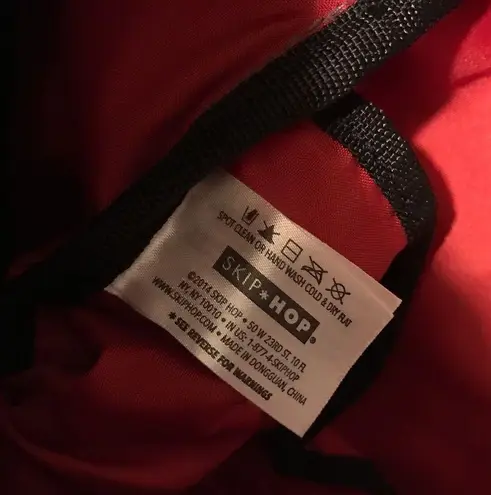 SPOT CLEAN OR HAND WASH COLD & DRY FLAT
SKIP*HOP®
©2014 SKIP HOP • 50 W 23RD ST. 10 FL
NY, NY 10010 • IN US: 1-877-4-SKIPHOP
WWW.SKIPHOP.COM • MADE IN DONGGUAN, CHINA
* SEE REVERSE FOR WARNINGS